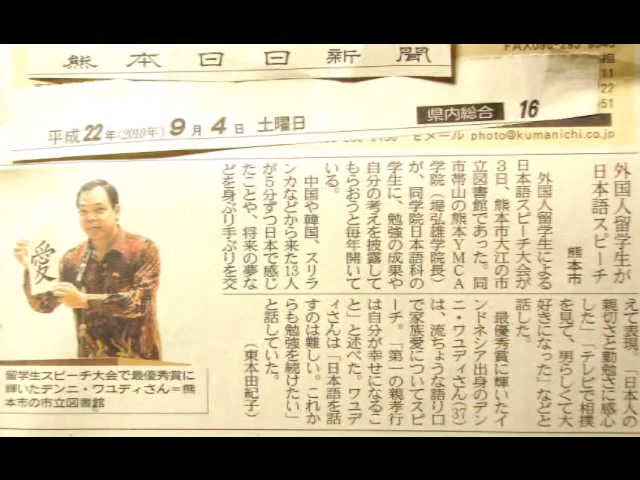 熊本日日新聞
平成22年(2010年)9月4日 土曜日
県内総合 16
Eメール photo@kumanichi.co.jp
外国人留学生が
日本語スピーチ
熊本市
外国人留学生による
日本語スピーチ大会が
3日、熊本市大江の市
立図書館であった。同
市帯山の熊本YMCA
学院(堤弘雄学院長)
が、同学院日本語科の
学生に、勉強の成果や
自分の考えを披露して
もらおうと毎年開いて
いる。
中国や韓国、スリラ
ンカなどから来た13人
が5分ずつ日本で感じ
たことや、将来の夢な
どを身ぶり手ぶりを交
えて表現。「日本人の
親切さと勤勉さに感心
した」「テレビで相撲
を見て、男らしくて大
好きになった」などと
話した。
最優秀賞に輝いたイ
ンドネシア出身のデン
ニ・ワユディさん(37)
は、流ちょうな語り口
で家族愛についてスピ
ーチ。「第一の親孝行
は自分が幸せになるこ
と」と述べた。ワユデ
ィさんは「日本語を話
すのは難しい。これか
らも勉強を続けたい」
と話していた。
(東本由紀子)
愛
留学生スピーチ大会で最優秀賞に
輝いたデンニ・ワユディさん=熊
本市の市立図書館